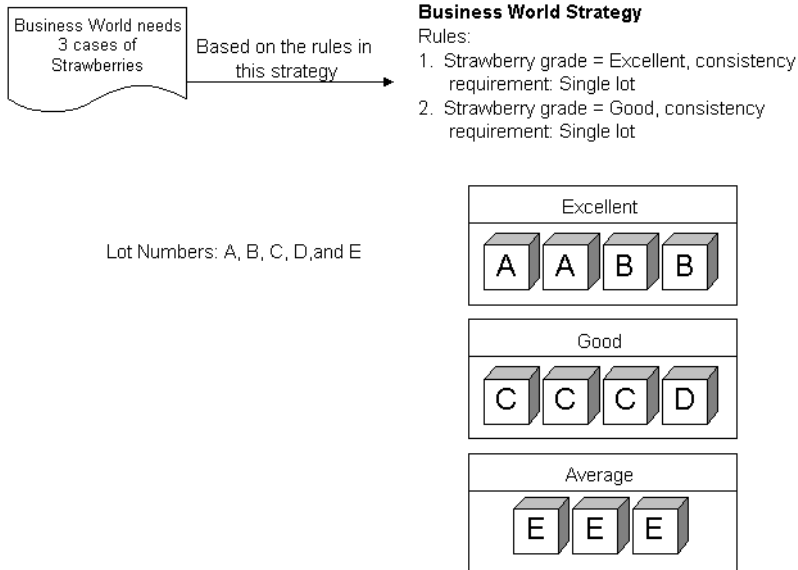 Business World needs
3 cases of
Strawberries
Based on the rules in
this strategy
Business World Strategy
Rules:
1. Strawberry grade = Excellent, consistency
requirement: Single lot
2. Strawberry grade = Good, consistency
requirement: Single lot
Lot Numbers: A, B, C, D,and E
Excellent
A A B B
Good
C C C D
Average
E E E